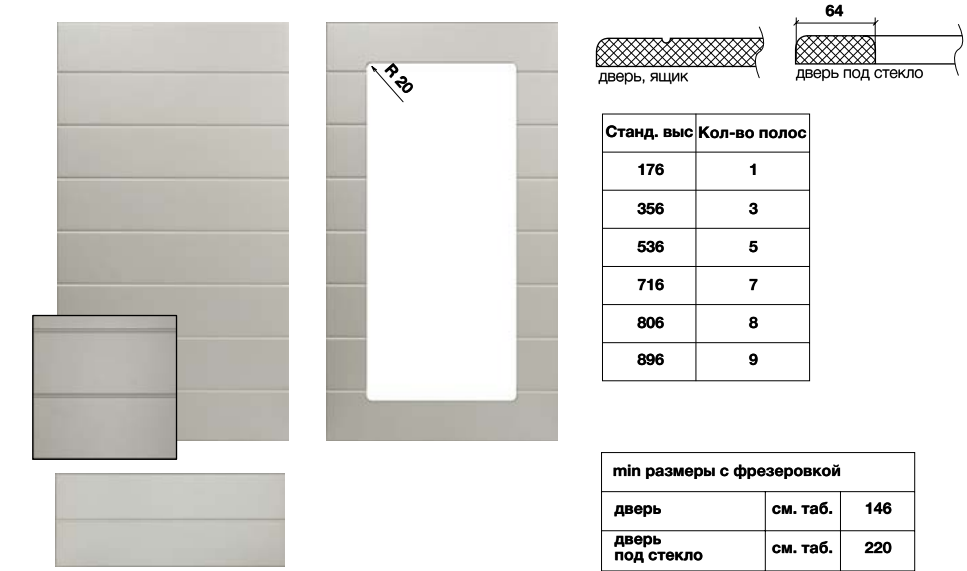 R 20
64
дверь, ящик
дверь под стекло
Станд. выс Кол-во полос
176 1
356 3
536 5
716 7
806 8
896 9
min размеры с фрезеровкой
дверь см. таб. 146
дверь
под стекло см. таб. 220